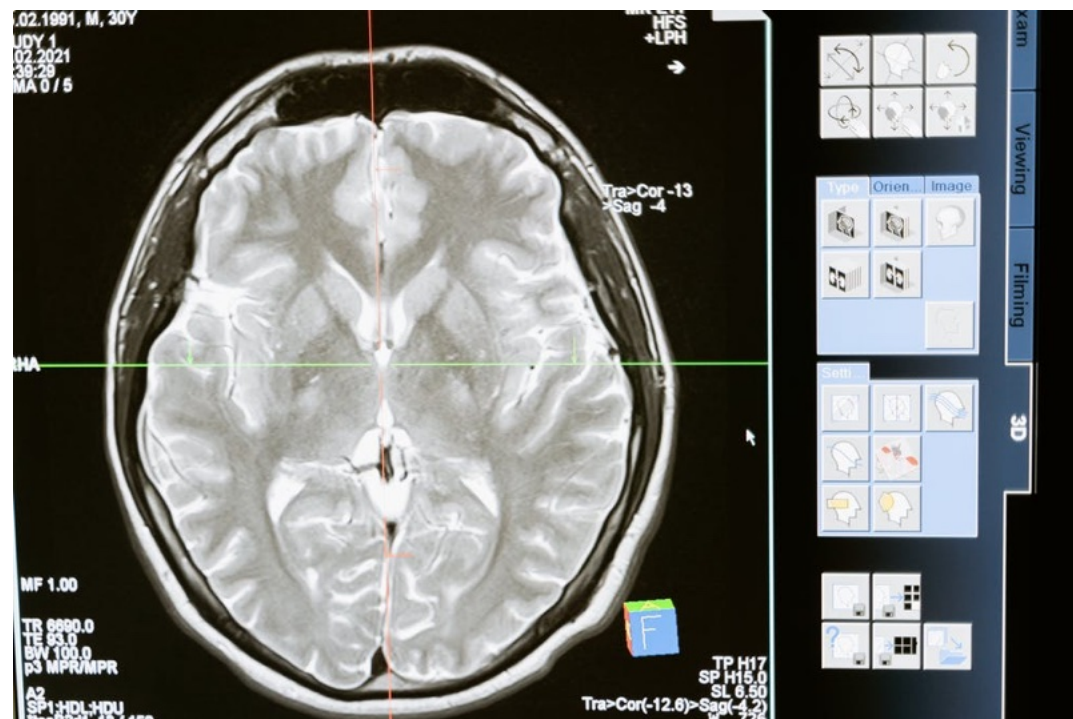 .02.1991, M, 30Y
UDY 1
.02.2021
:39:29
MA 0 / 5
HFS
+LPH
Tra>Cor -13
>Sag -4
RHA
MF 1.00
TR 6690.0
TE 93.0
BW 100.0
p3 MPR/MPR
A2
SP1;HDL;HDU
F
TP H17
SP H15.0
SL 6.50
Tra>Cor(-12.6)>Sag(-4.2)
xam
Viewing
Filming
3D
Type
Orien...
Image
Setti...
?